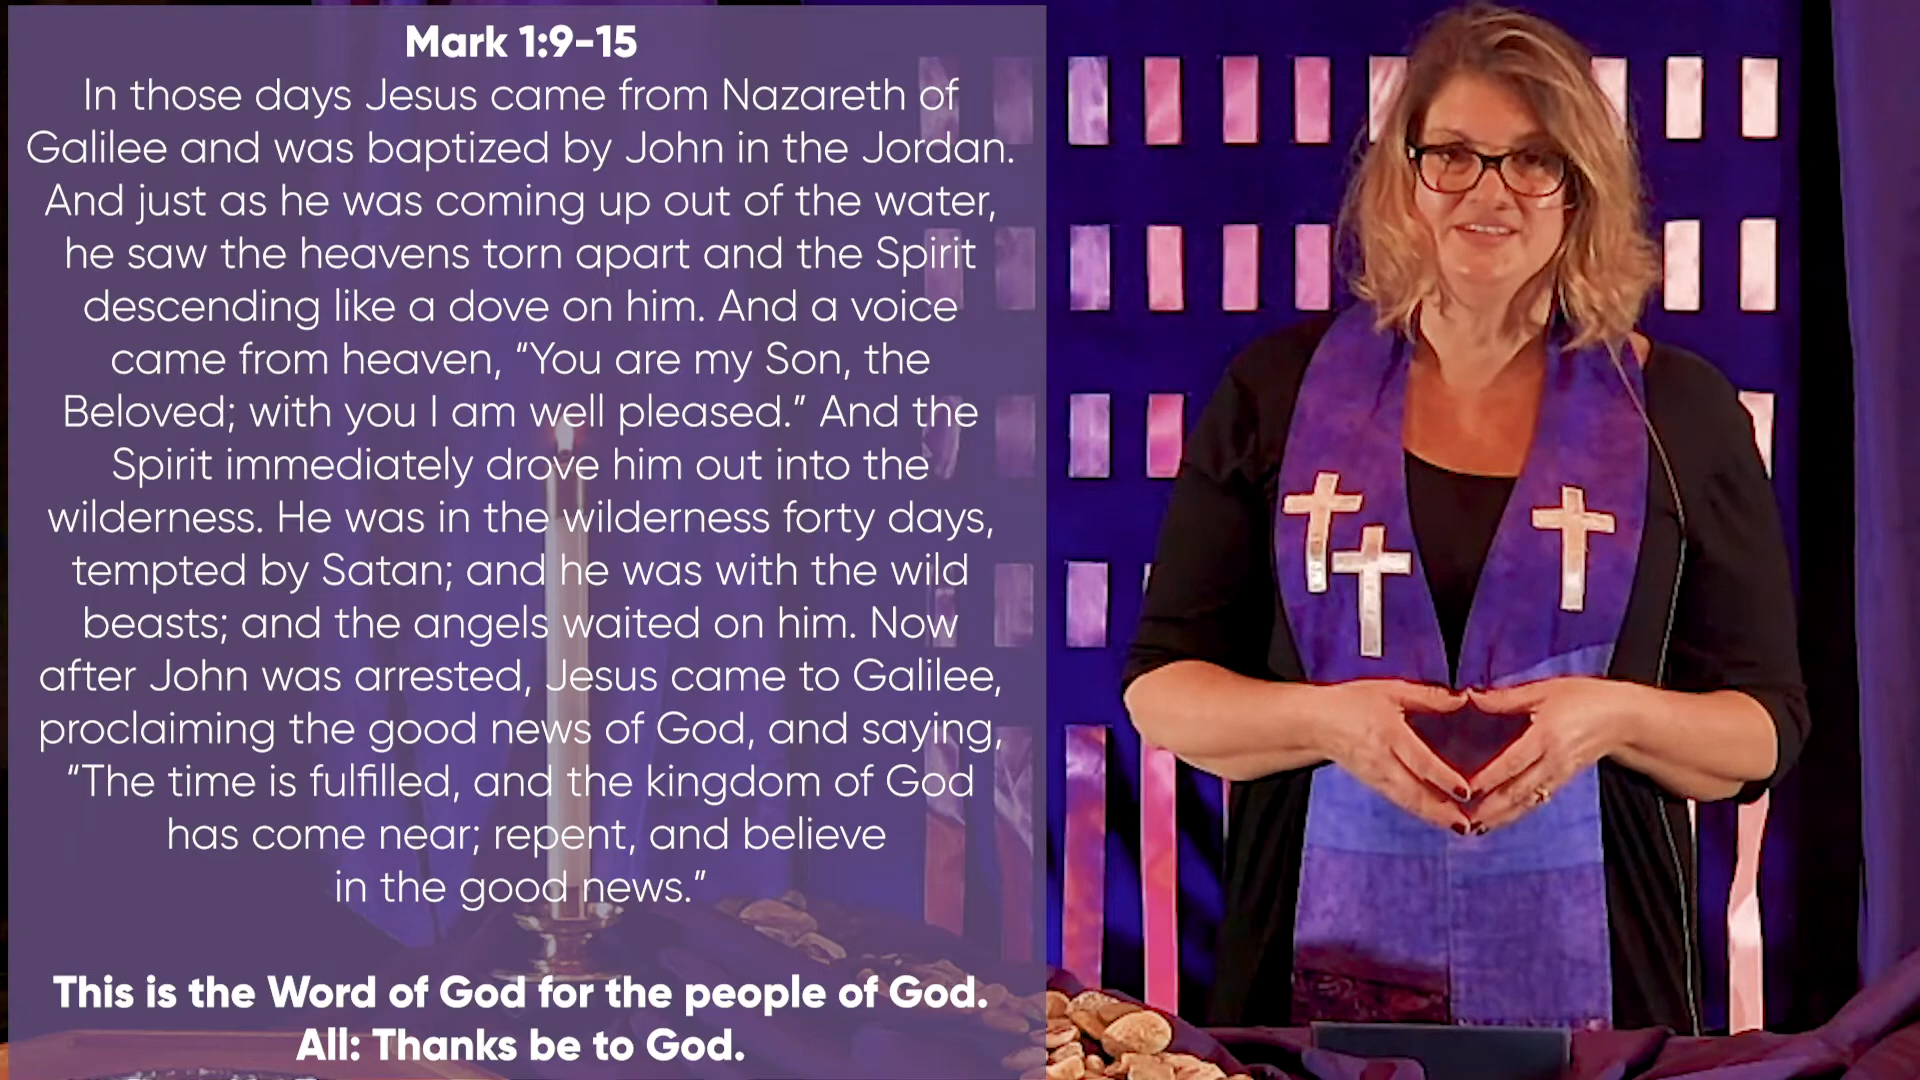 Mark 1:9-15
In those days Jesus came from Nazareth of
Galilee and was baptized by John in the Jordan.
And just as he was coming up out of the water,
he saw the heavens torn apart and the Spirit
descending like a dove on him. And a voice
came from heaven, “You are my Son, the
Beloved; with you I am well pleased.” And the
Spirit immediately drove him out into the
wilderness. He was in the wilderness forty days,
tempted by Satan; and he was with the wild
beasts; and the angels waited on him. Now
after John was arrested, Jesus came to Galilee,
proclaiming the good news of God, and saying,
“The time is fulfilled, and the kingdom of God
has come near; repent, and believe
in the good news.”
This is the Word of God for the people of God.
All: Thanks be to God.